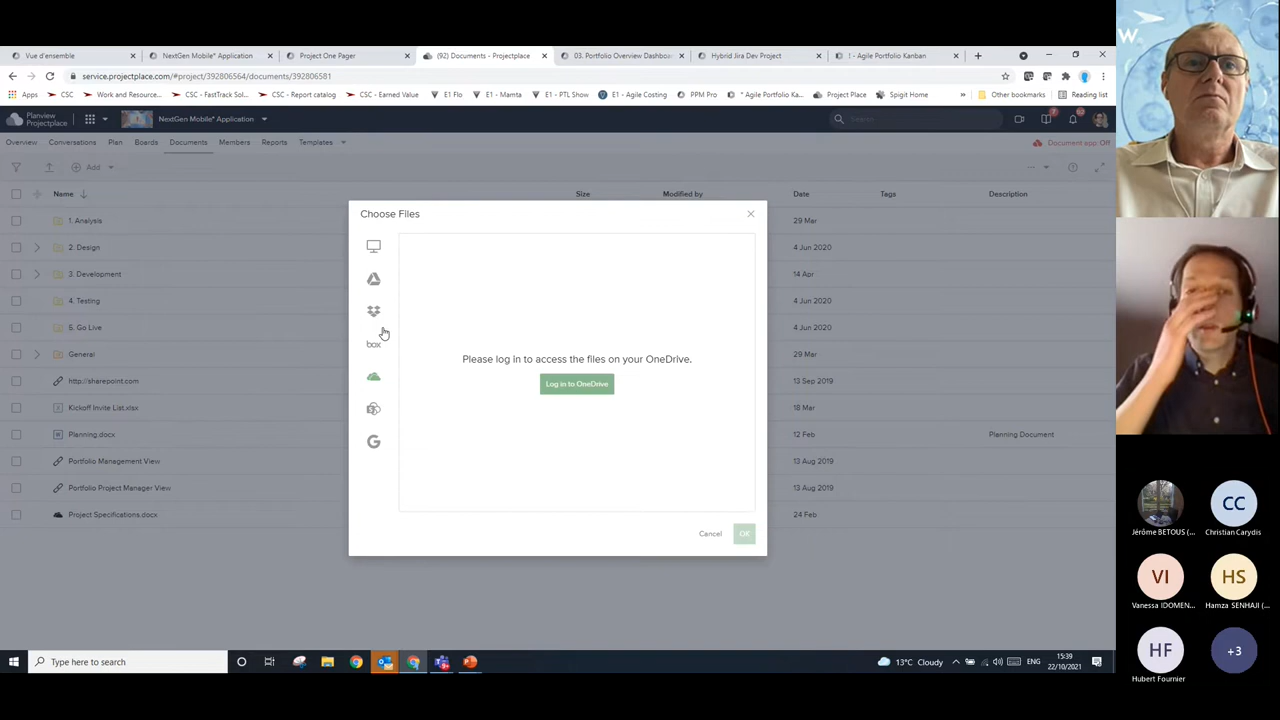 Vue d'ensemble
NextGen Mobile* Application
Project One Pager
(92) Documents - Projectplace
03. Portfolio Overview Dashboard
Hybrid Jira Dev Project
! - Agile Portfolio Kanban
service.projectplace.com/#project/392806564/documents/392806581
Apps
CSC
Work and Resource...
CSC - FastTrack Sol...
CSC - Report catalog
CSC - Earned Value
E1 Flo
E1 - Mamta
E1 - PTL Show
E1 - Agile Costing
PPM Pro
* Agile Portfolio Ka...
Project Place
Spigit Home
»
Other bookmarks
Reading list
Planview
Projectplace
NextGen Mobile* Application
Search
Overview
Conversations
Plan
Boards
Documents
Members
Reports
Templates
Document app: Off
Add
Name
Size
Modified by
Date
Tags
Description
1. Analysis
29 Mar
2. Design
4 Jun 2020
3. Development
14 Apr
4. Testing
4 Jun 2020
5. Go Live
4 Jun 2020
General
29 Mar
http://sharepoint.com
13 Sep 2019
Kickoff Invite List.xlsx
18 Mar
Planning.docx
12 Feb
Planning Document
Portfolio Management View
13 Aug 2019
Portfolio Project Manager View
13 Aug 2019
Project Specifications.docx
24 Feb
Choose Files
box
Please log in to access the files on your OneDrive.
Log in to OneDrive
Cancel
OK
Type here to search
13°C Cloudy
ENG
15:39
22/10/2021
Jérôme BETOUS (...
CC
Christian Carydis
VI
Vanessa IDOMEN...
HS
Hamza SENHAJI (...
HF
Hubert Fournier
+3